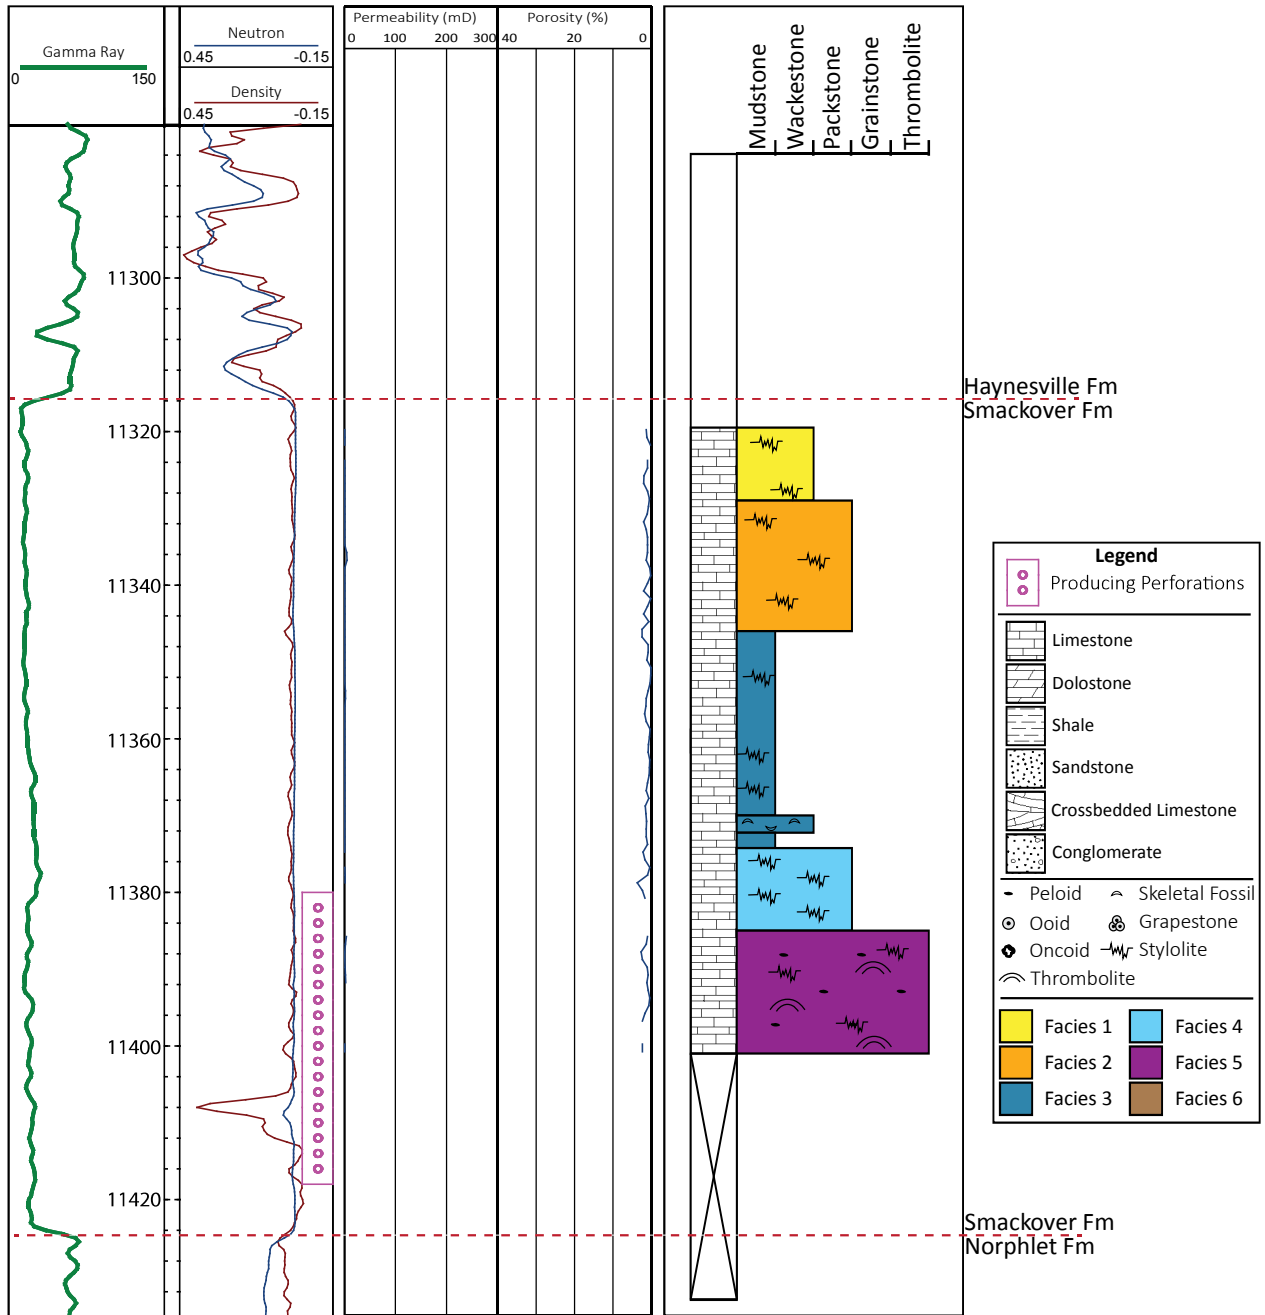 Gamma Ray
0 150
Neutron
0.45 -0.15
Density
0.45 -0.15
Permeability (mD)
0 100 200 300
Porosity (%)
40 20 0
Mudstone
Wackestone
Packstone
Grainstone
Thrombolite
11300
11320
11340
11360
11380
11400
11420
Haynesville Fm
Smackover Fm
Smackover Fm
Norphlet Fm
Legend
Producing Perforations
Limestone
Dolostone
Shale
Sandstone
Crossbedded Limestone
Conglomerate
Peloid Skeletal Fossil
Ooid Grapestone
Oncoid Stylolite
Thrombolite
Facies 1 Facies 4
Facies 2 Facies 5
Facies 3 Facies 6